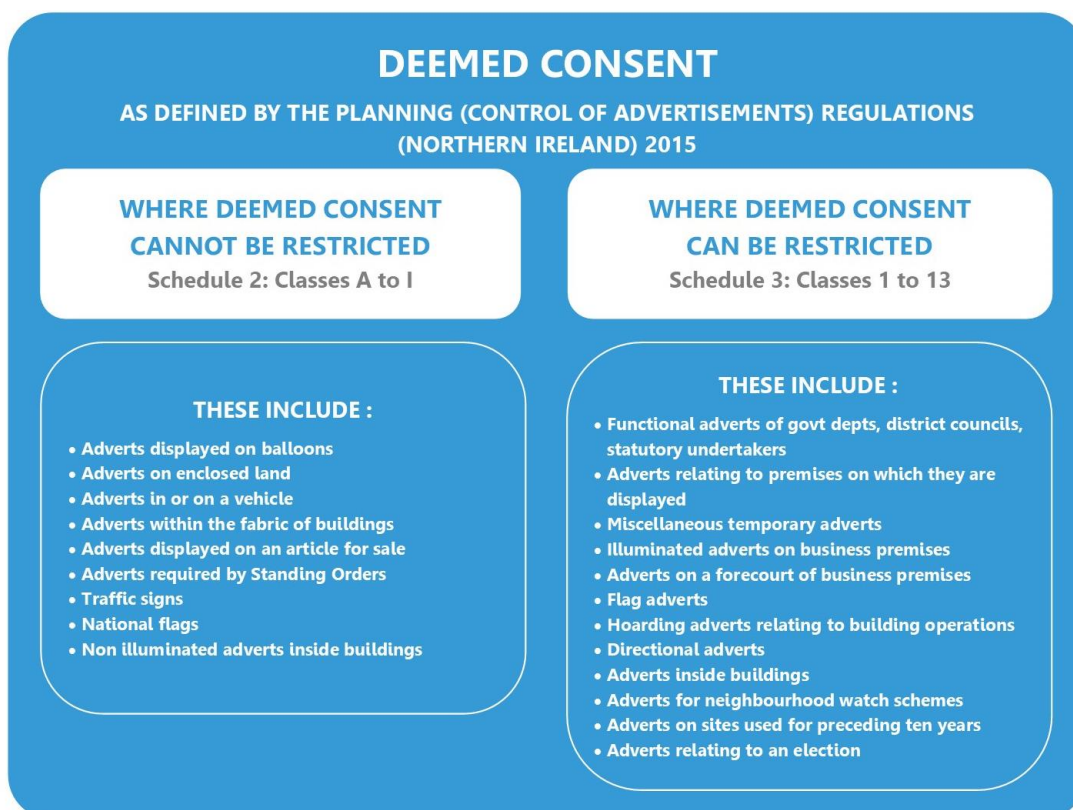 DEEMED CONSENT
AS DEFINED BY THE PLANNING (CONTROL OF ADVERTISEMENTS) REGULATIONS
(NORTHERN IRELAND) 2015
WHERE DEEMED CONSENT
CANNOT BE RESTRICTED
Schedule 2: Classes A to I
THESE INCLUDE :
• Adverts displayed on balloons
• Adverts on enclosed land
• Adverts in or on a vehicle
• Adverts within the fabric of buildings
• Adverts displayed on an article for sale
• Adverts required by Standing Orders
• Traffic signs
• National flags
• Non illuminated adverts inside buildings
WHERE DEEMED CONSENT
CAN BE RESTRICTED
Schedule 3: Classes 1 to 13
THESE INCLUDE :
• Functional adverts of govt depts, district councils,
statutory undertakers
• Adverts relating to premises on which they are
displayed
• Miscellaneous temporary adverts
• Illuminated adverts on business premises
• Adverts on a forecourt of business premises
• Flag adverts
• Hoarding adverts relating to building operations
• Directional adverts
• Adverts inside buildings
• Adverts for neighbourhood watch schemes
• Adverts on sites used for preceding ten years
• Adverts relating to an election